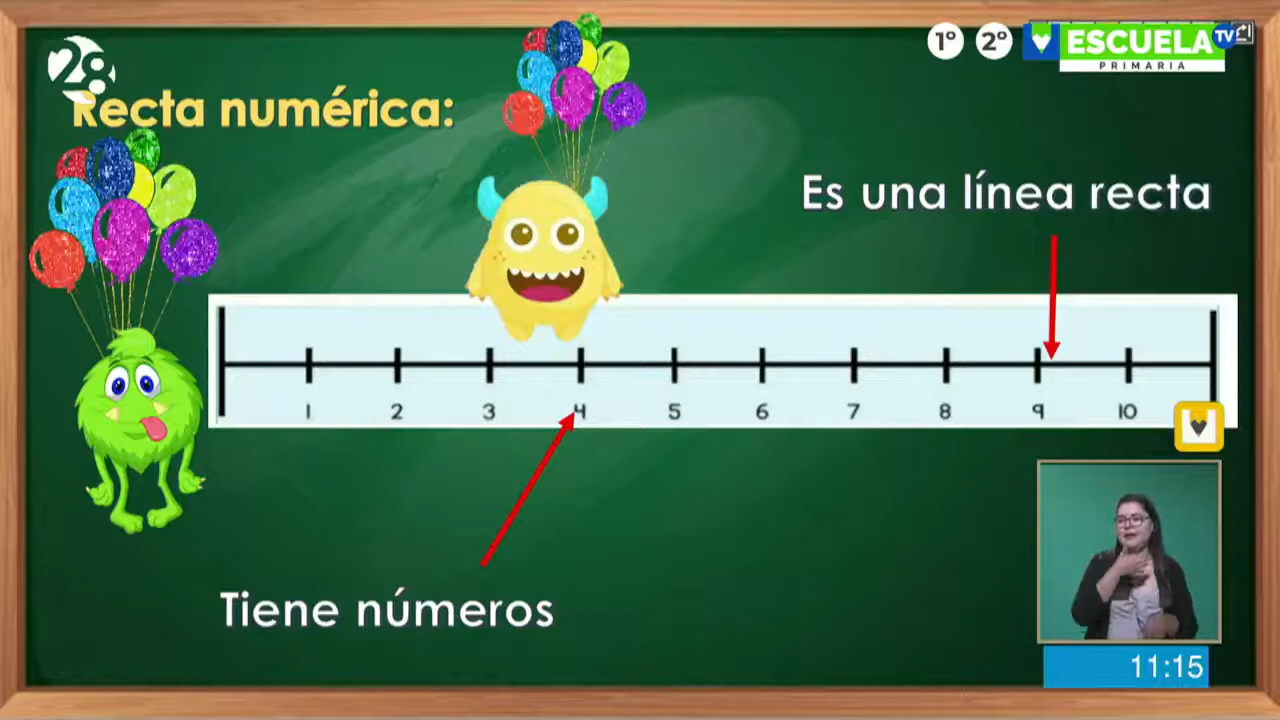 28
1° 2° ESCUELA TV
PRIMARIA
Recta numérica:
Es una línea recta
1 2 3 4 5 6 7 8 9 10
Tiene números
11:15